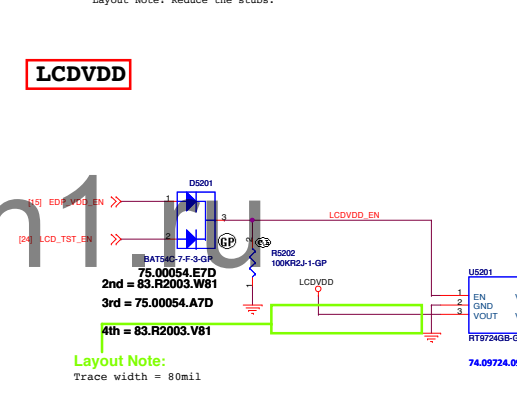 Layout Note: Reduce the stubs.
LCDVDD
D5201
[15] EDP_VDD_EN
1
3
LCDVDD_EN
[24] LCD_TST_EN
2
GP
2
R5202
100KR2J-1-GP
BAT54C-7-F-3-GP
75.00054.E7D
2nd = 83.R2003.W81
3rd = 75.00054.A7D
4th = 83.R2003.V81
1
LCDVDD
U5201
1 EN
2 GND
3 VOUT
RT9724GB-G
74.09724.09
Layout Note:
Trace width = 80mil
n1.ru